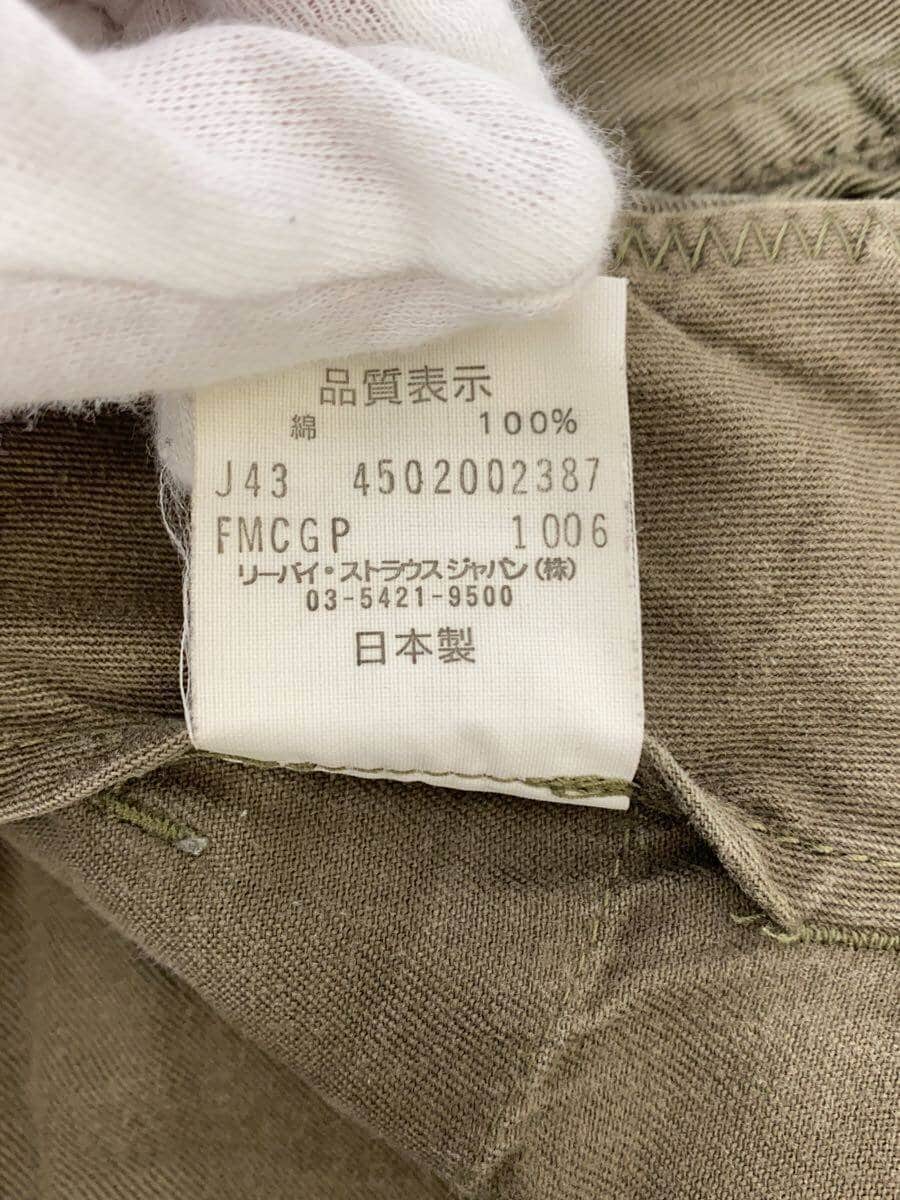 品質表示
綿 100%
J43 4502002387
FMCGP 1006
リーバイ・ストラウスジャパン(株)
03-5421-9500
日本製